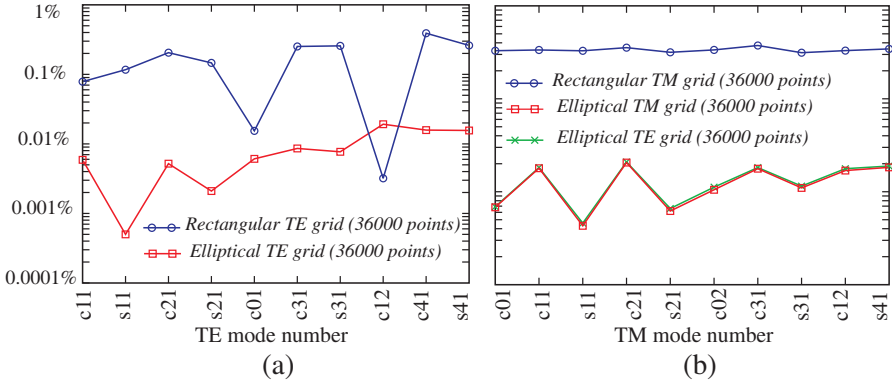 1%
0.1%
0.01%
0.001%
0.0001%
Rectangular TE grid (36000 points)
Elliptical TE grid (36000 points)
c11
s11
c21
s21
c01
c31
s31
c12
c41
s41
TE mode number
(a)
Rectangular TM grid (36000 points)
Elliptical TM grid (36000 points)
Elliptical TE grid (36000 points)
c01
c11
s11
c21
s21
c02
c31
s31
c12
s41
TM mode number
(b)